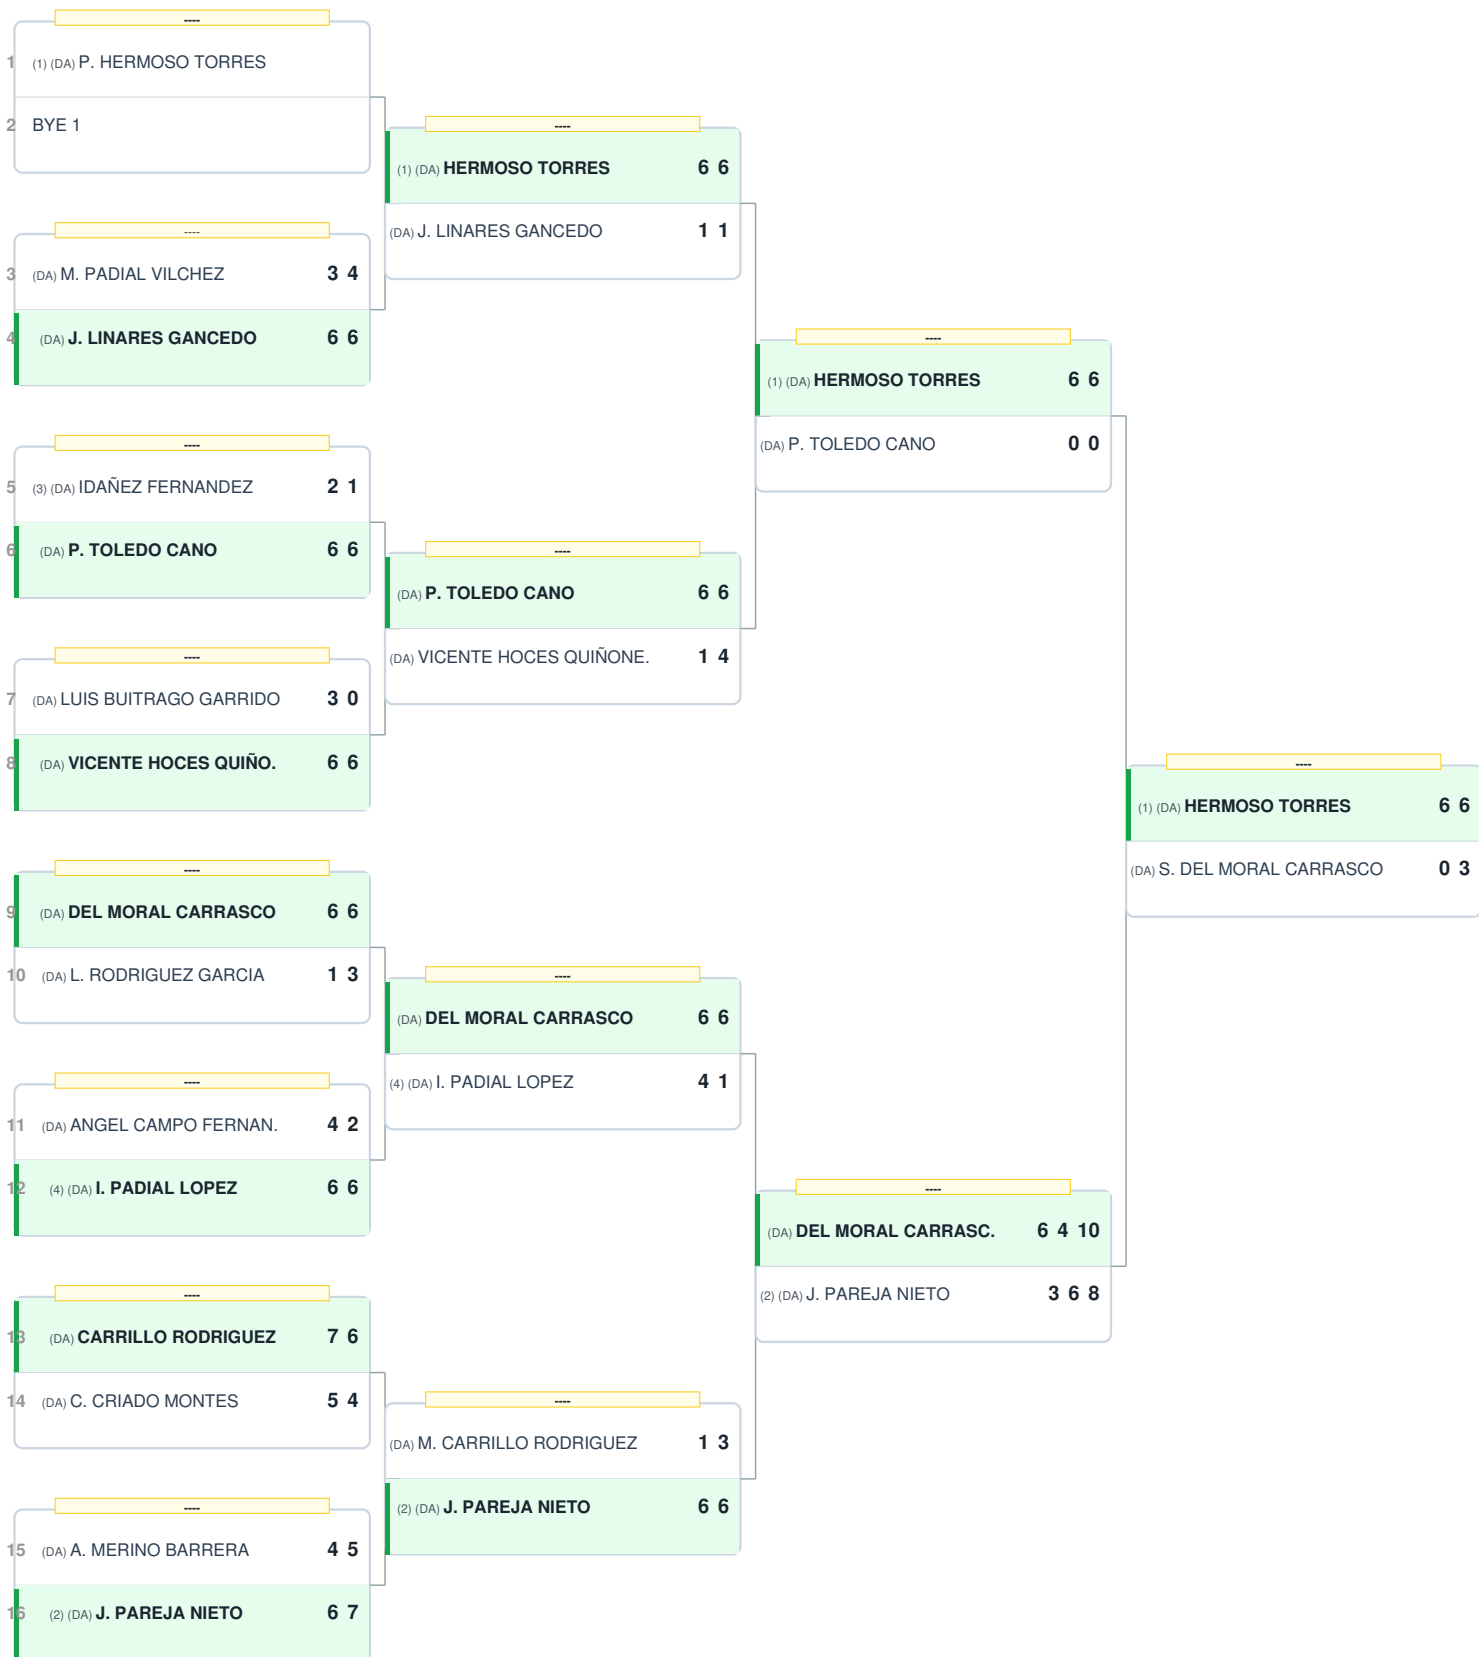 ----
1 (1) (DA) P. HERMOSO TORRES
2 BYE 1
----
3 (DA) M. PADIAL VILCHEZ 3 4
4 (DA) J. LINARES GANCEDO 6 6
----
5 (3) (DA) IDAÑEZ FERNANDEZ 2 1
6 (DA) P. TOLEDO CANO 6 6
----
7 (DA) LUIS BUITRAGO GARRIDO 3 0
8 (DA) VICENTE HOCES QUIÑO. 6 6
----
9 (DA) DEL MORAL CARRASCO 6 6
10 (DA) L. RODRIGUEZ GARCIA 1 3
----
11 (DA) ANGEL CAMPO FERNAN. 4 2
12 (4) (DA) I. PADIAL LOPEZ 6 6
----
13 (DA) CARRILLO RODRIGUEZ 7 6
14 (DA) C. CRIADO MONTES 5 4
----
15 (DA) A. MERINO BARRERA 4 5
16 (2) (DA) J. PAREJA NIETO 6 7
----
(1) (DA) HERMOSO TORRES 6 6
(DA) J. LINARES GANCEDO 1 1
----
(DA) P. TOLEDO CANO 6 6
(DA) VICENTE HOCES QUIÑONE. 1 4
----
(DA) DEL MORAL CARRASCO 6 6
(4) (DA) I. PADIAL LOPEZ 4 1
----
(DA) M. CARRILLO RODRIGUEZ 1 3
(2) (DA) J. PAREJA NIETO 6 6
----
(1) (DA) HERMOSO TORRES 6 6
(DA) P. TOLEDO CANO 0 0
----
(DA) DEL MORAL CARRASC. 6 4 10
(2) (DA) J. PAREJA NIETO 3 6 8
----
(1) (DA) HERMOSO TORRES 6 6
(DA) S. DEL MORAL CARRASCO 0 3